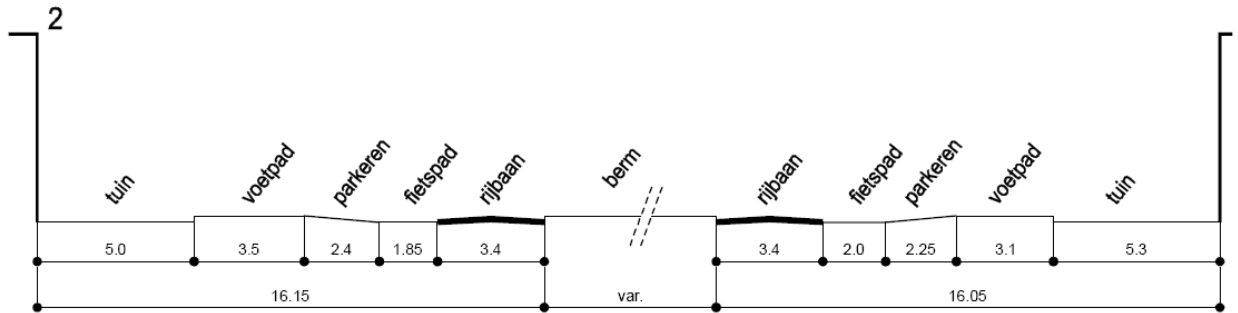 2
tuin voetpad parkeren fietspad rijbaan berm rijbaan fietspad parkeren voetpad tuin
5.0 3.5 2.4 1.85 3.4 3.4 2.0 2.25 3.1 5.3
16.15 var. 16.05